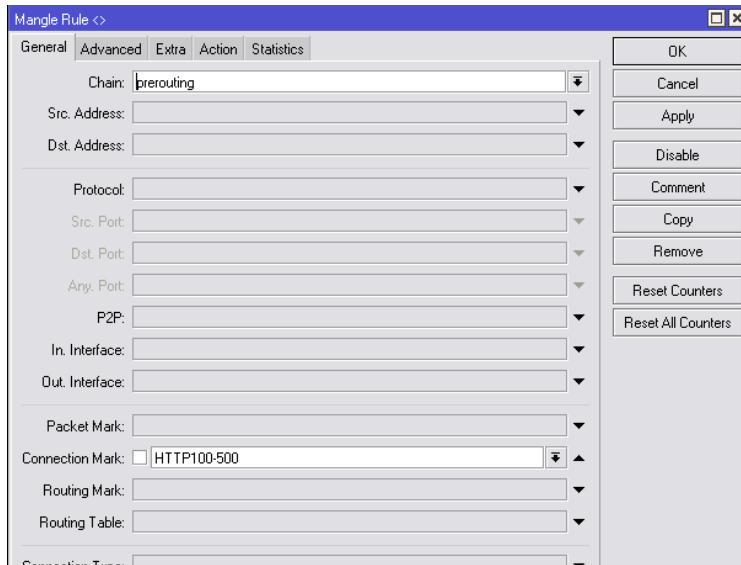 Mangle Rule <>
General Advanced Extra Action Statistics
Chain: prerouting
Src. Address:
Dst. Address:
Protocol:
Src. Port:
Dst. Port:
Any. Port:
P2P:
In. Interface:
Out. Interface:
Packet Mark:
Connection Mark: HTTP100-500
Routing Mark:
Routing Table:
Connection Type:
OK
Cancel
Apply
Disable
Comment
Copy
Remove
Reset Counters
Reset All Counters